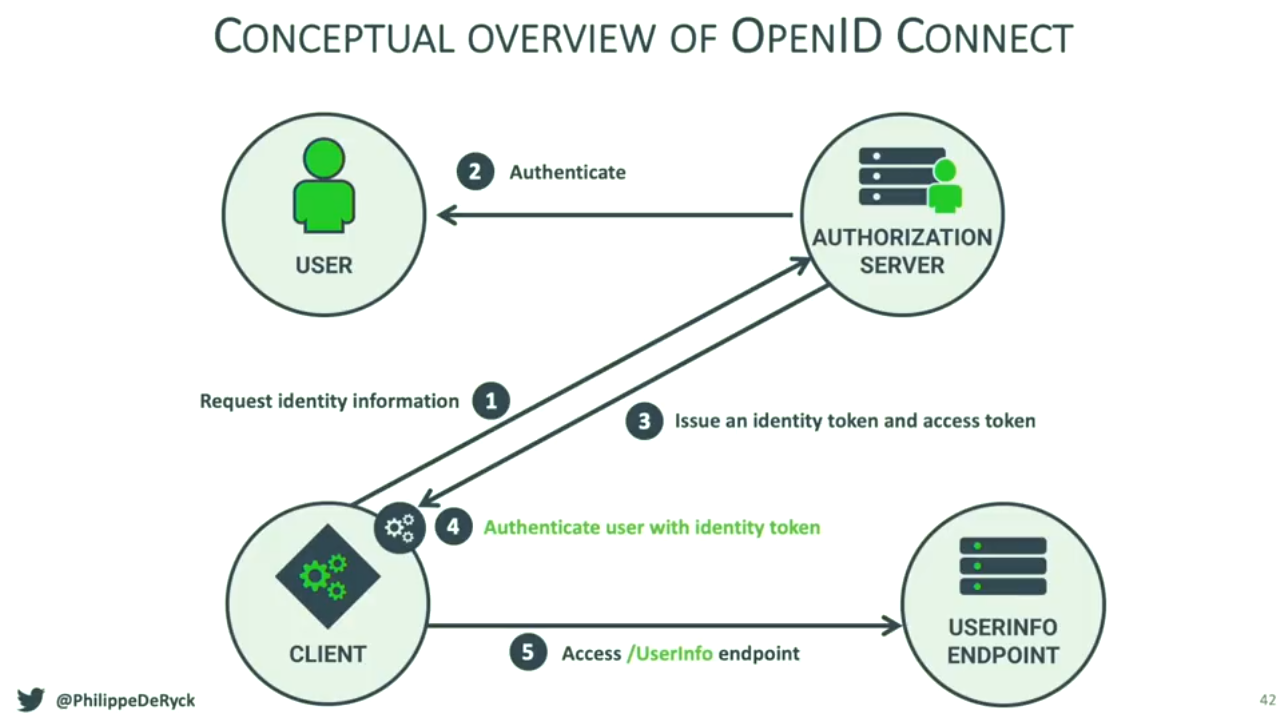 CONCEPTUAL OVERVIEW OF OPENID CONNECT
2 Authenticate
USER
AUTHORIZATION
SERVER
Request identity information 1
3 Issue an identity token and access token
4 Authenticate user with identity token
CLIENT
USERINFO
ENDPOINT
5 Access /UserInfo endpoint
@PhilippeDeRyck
42